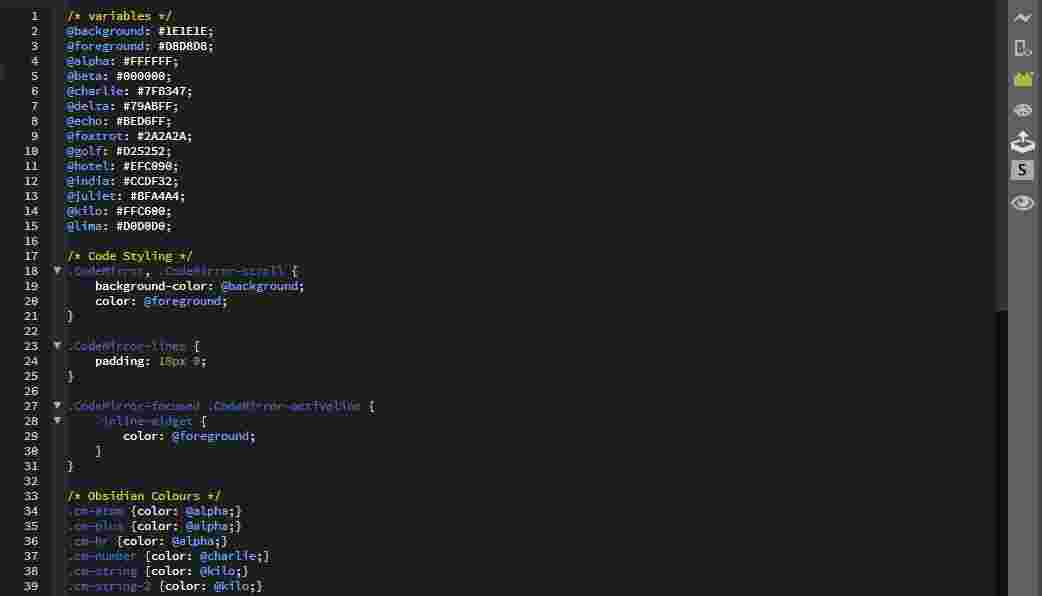 1 /* variables */
2 @background: #1E1E1E;
3 @foreground: #D8D8D8;
4 @alpha: #FFFFFF;
5 @beta: #000000;
6 @charlie: #7FB347;
7 @delta: #79ABFF;
8 @echo: #BED6FF;
9 @foxtrot: #2A2A2A;
10 @golf: #D25252;
11 @hotel: #EFC090;
12 @india: #CCDF32;
13 @juliet: #BFA4A4;
14 @kilo: #FFC600;
15 @lima: #D0D0D0;
16
17 /* Code Styling */
18 .CodeMirror, .CodeMirror-scroll {
19 background-color: @background;
20 color: @foreground;
21 }
22
23 .CodeMirror-lines {
24 padding: 18px 0;
25 }
26
27 .CodeMirror-focused .CodeMirror-activeline {
28 .inline-widget {
29 color: @foreground;
30 }
31 }
32
33 /* Obsidian Colours */
34 .cm-atom {color: @alpha;}
35 .cm-plus {color: @alpha;}
36 .cm-hr {color: @alpha;}
37 .cm-number {color: @charlie;}
38 .cm-string {color: @kilo;}
39 .cm-string-2 {color: @kilo;}
S